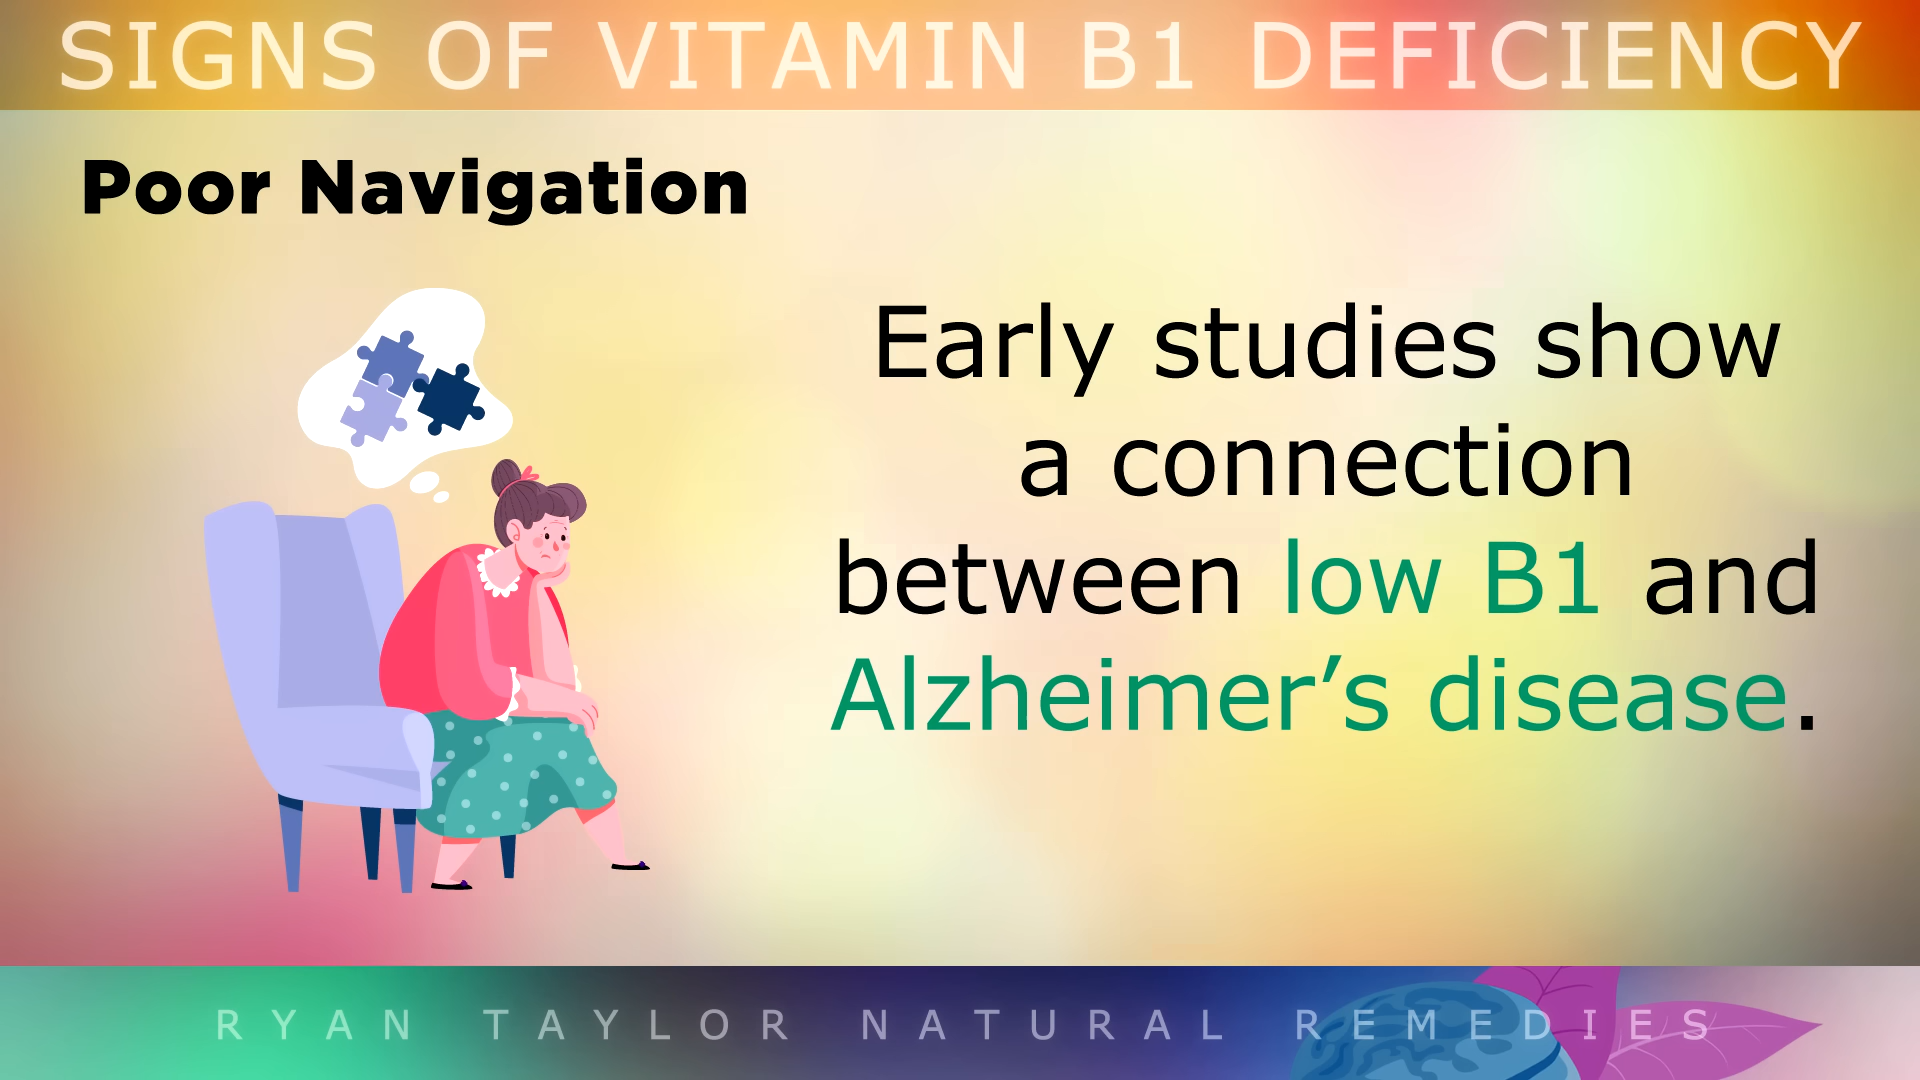 SIGNS OF VITAMIN B1 DEFICIENCY
Poor Navigation
Early studies show
a connection
between low B1 and
Alzheimer’s disease.
RYAN TAYLOR NATURAL REMEDIES